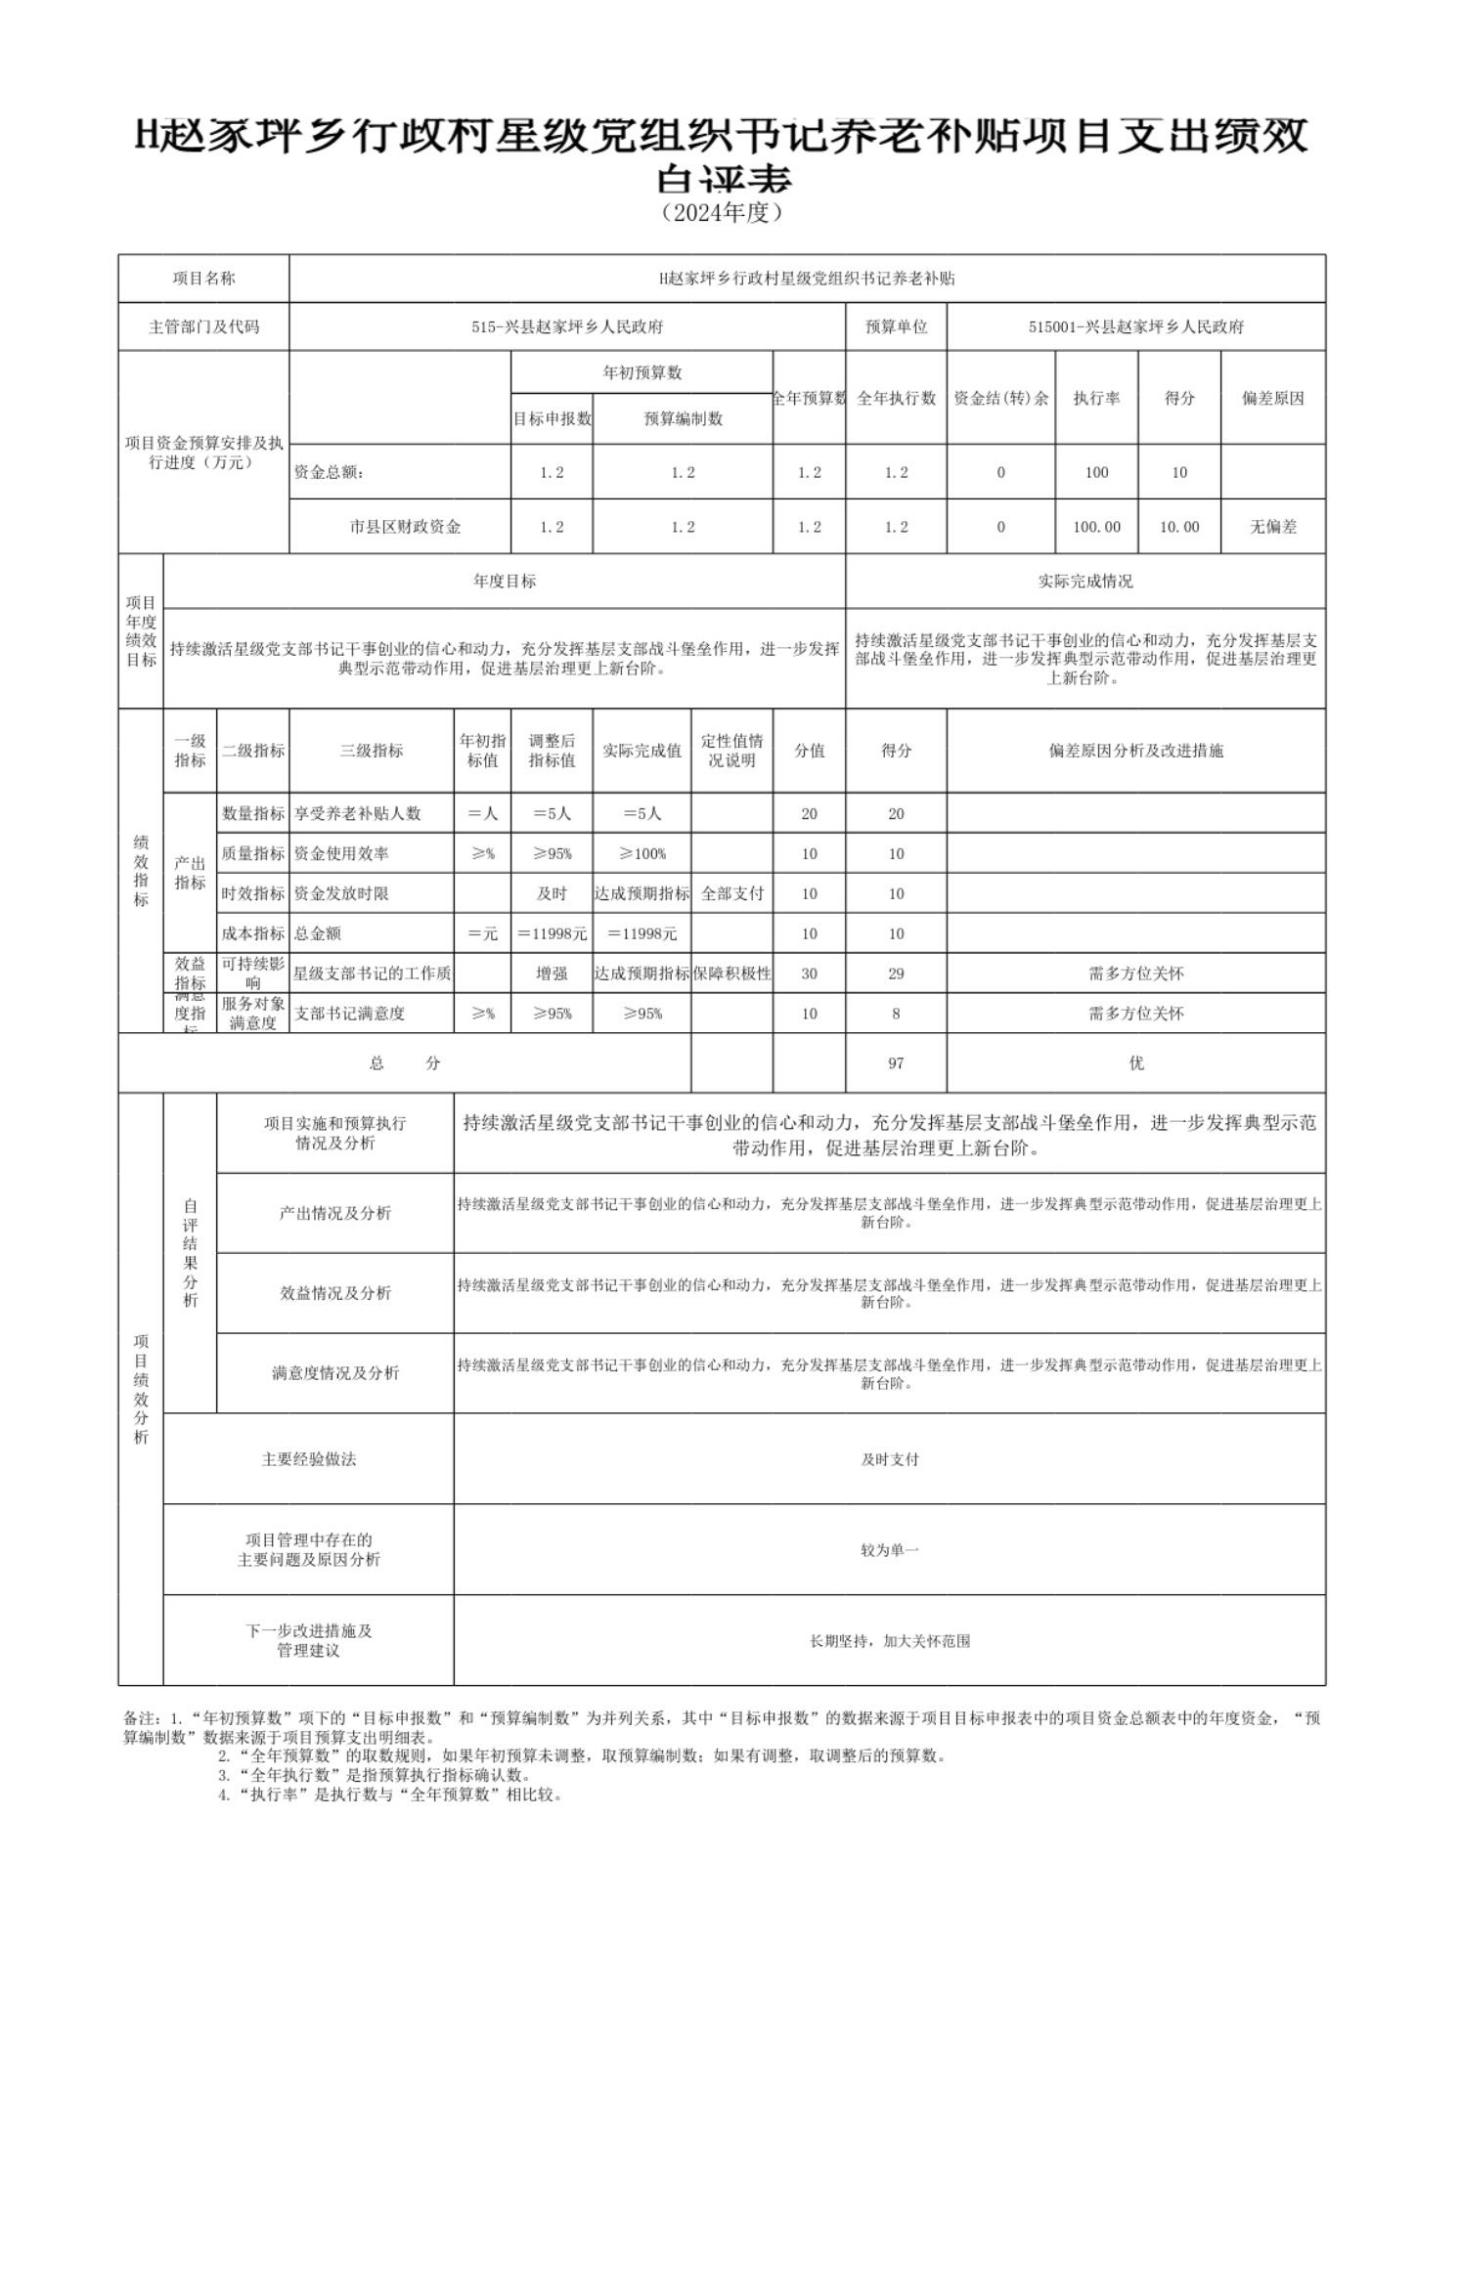 H赵家坪乡行政村星级党组织书记养老补贴项目支出绩效
自评表
（2024年度）
项目名称 H赵家坪乡行政村星级党组织书记养老补贴
主管部门及代码 515-兴县赵家坪乡人民政府 预算单位 515001-兴县赵家坪乡人民政府
项目资金预算安排及执
行进度（万元）
年初预算数
目标申报数 预算编制数
全年预算数 全年执行数 资金结(转)余 执行率 得分 偏差原因
资金总额： 1.2 1.2 1.2 1.2 0 100 10
市县区财政资金 1.2 1.2 1.2 1.2 0 100.00 10.00 无偏差
项目
年度
绩效
目标
年度目标 实际完成情况
持续激活星级党支部书记干事创业的信心和动力，充分发挥基层支部战斗堡垒作用，进一步发挥
典型示范带动作用，促进基层治理更上新台阶。
持续激活星级党支部书记干事创业的信心和动力，充分发挥基层支
部战斗堡垒作用，进一步发挥典型示范带动作用，促进基层治理更
上新台阶。
绩
效
指
标
一级
指标
二级指标
三级指标
年初指
标值
调整后
指标值
实际完成值
定性值情
况说明
分值
得分
偏差原因分析及改进措施
产出
指标
数量指标 享受养老补贴人数 ＝人 ＝5人 ＝5人 20 20
质量指标 资金使用效率 ≥% ≥95% ≥100% 10 10
时效指标 资金发放时限 及时 达成预期指标 全部支付 10 10
成本指标 总金额 ＝元 ＝11998元 ＝11998元 10 10
效益
指标
可持续影
响
星级支部书记的工作质 增强 达成预期指标 保障积极性 30 29 需多方位关怀
满意
度指
标
服务对象
满意度
支部书记满意度 ≥% ≥95% ≥95% 10 8 需多方位关怀
总 分 97 优
项
目
绩
效
分
析
自
评
结
果
分
析
项目实施和预算执行
情况及分析
持续激活星级党支部书记干事创业的信心和动力，充分发挥基层支部战斗堡垒作用，进一步发挥典型示范
带动作用，促进基层治理更上新台阶。
产出情况及分析
持续激活星级党支部书记干事创业的信心和动力，充分发挥基层支部战斗堡垒作用，进一步发挥典型示范带动作用，促进基层治理更上
新台阶。
效益情况及分析
持续激活星级党支部书记干事创业的信心和动力，充分发挥基层支部战斗堡垒作用，进一步发挥典型示范带动作用，促进基层治理更上
新台阶。
满意度情况及分析
持续激活星级党支部书记干事创业的信心和动力，充分发挥基层支部战斗堡垒作用，进一步发挥典型示范带动作用，促进基层治理更上
新台阶。
主要经验做法 及时支付
项目管理中存在的
主要问题及原因分析
较为单一
下一步改进措施及
管理建议
长期坚持，加大关怀范围
备注：1.“年初预算数”项下的“目标申报数”和“预算编制数”为并列关系，其中“目标申报数”的数据来源于项目目标申报表中的项目资金总额表中的年度资金，“预
算编制数”数据来源于项目预算支出明细表。
2.“全年预算数”的取数规则，如果年初预算未调整，取预算编制数；如果有调整，取调整后的预算数。
3.“全年执行数”是指预算执行指标确认数。
4.“执行率”是执行数与“全年预算数”相比较。